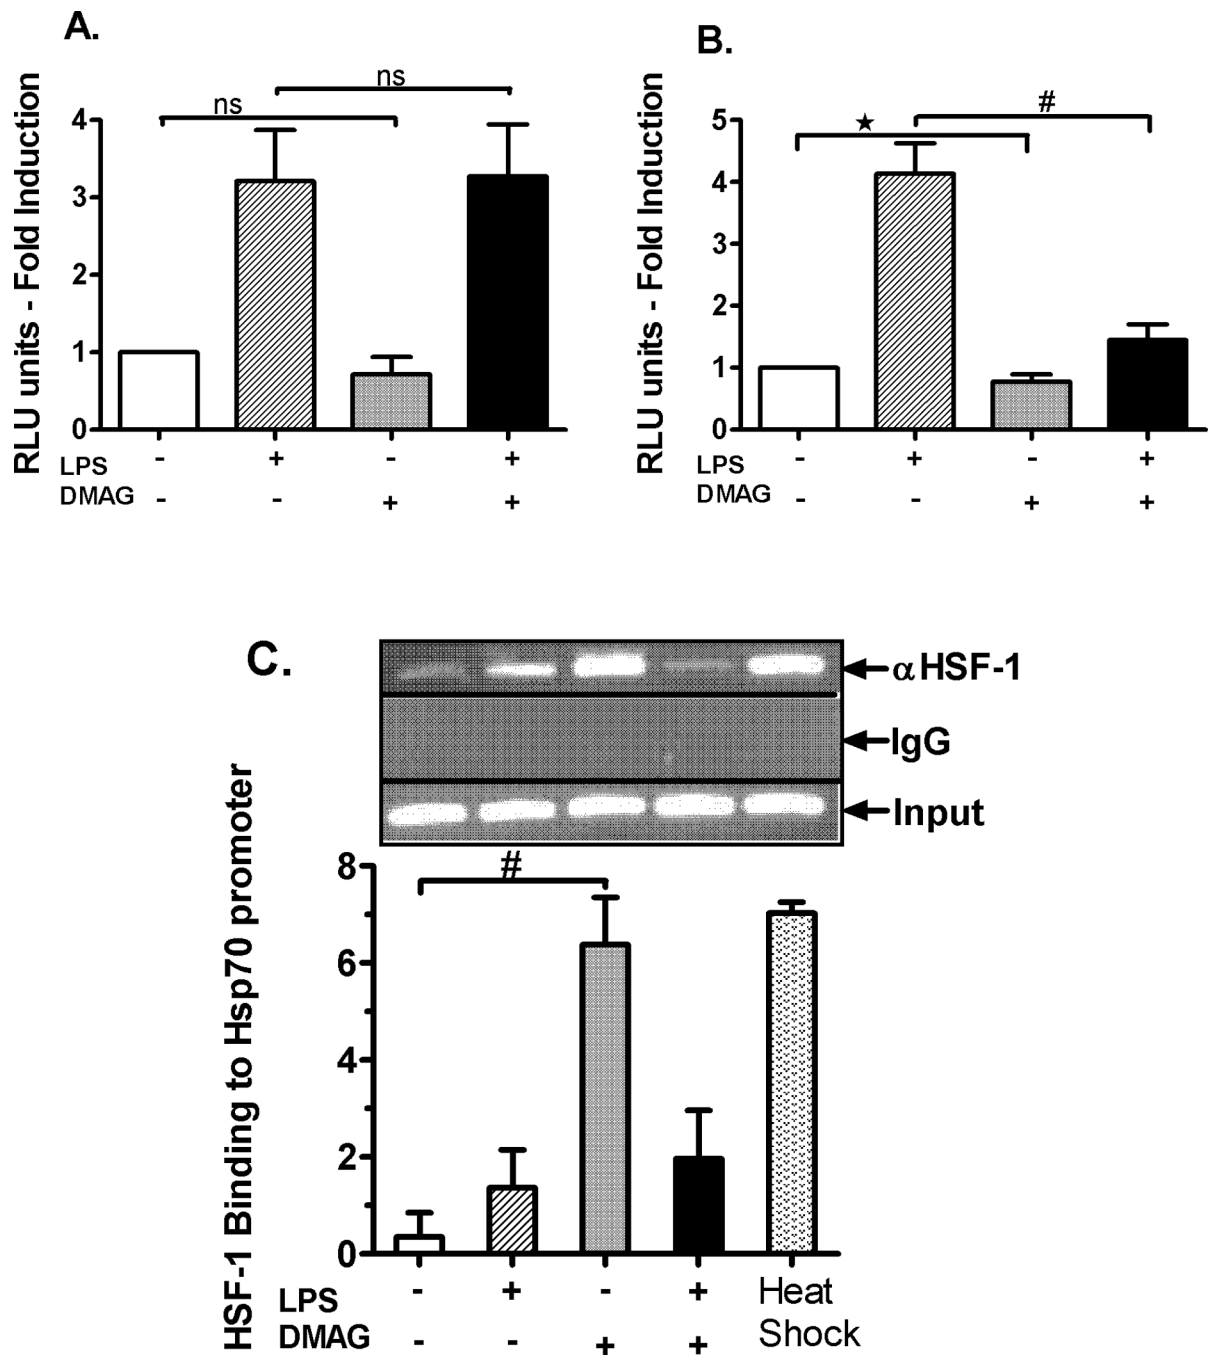 A.
RLU units - Fold Induction
ns
ns
4
3
2
1
0
LPS - + - +
DMAG - - + +
B.
RLU units - Fold Induction
★
#
5
4
3
2
1
0
LPS - + - +
DMAG - - + +
C.
αHSF-1
IgG
Input
HSF-1 Binding to Hsp70 promoter
#
8
6
4
2
0
LPS - + - + Heat
DMAG - - + + Shock